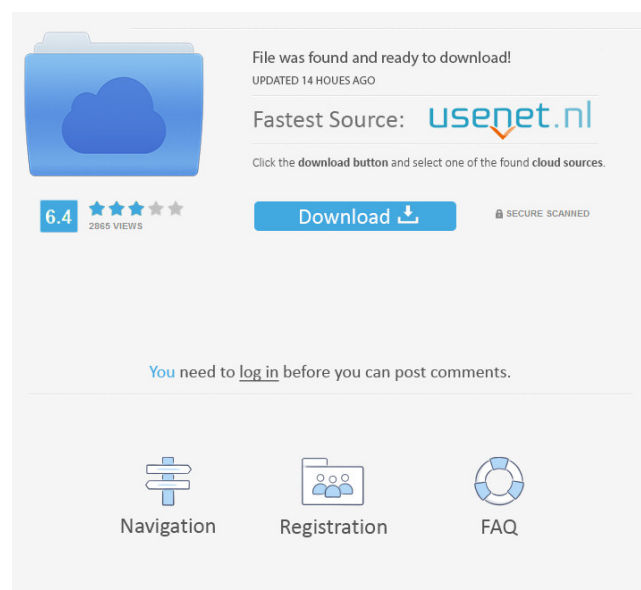 File was found and ready to download!
UPDATED 14 HOUES AGO
Fastest Source: usenet.nl
Click the download button and select one of the found cloud sources.
6.4
2865 VIEWS
Download
SECURE SCANNED
You need to log in before you can post comments.
Navigation
Registration
FAQ